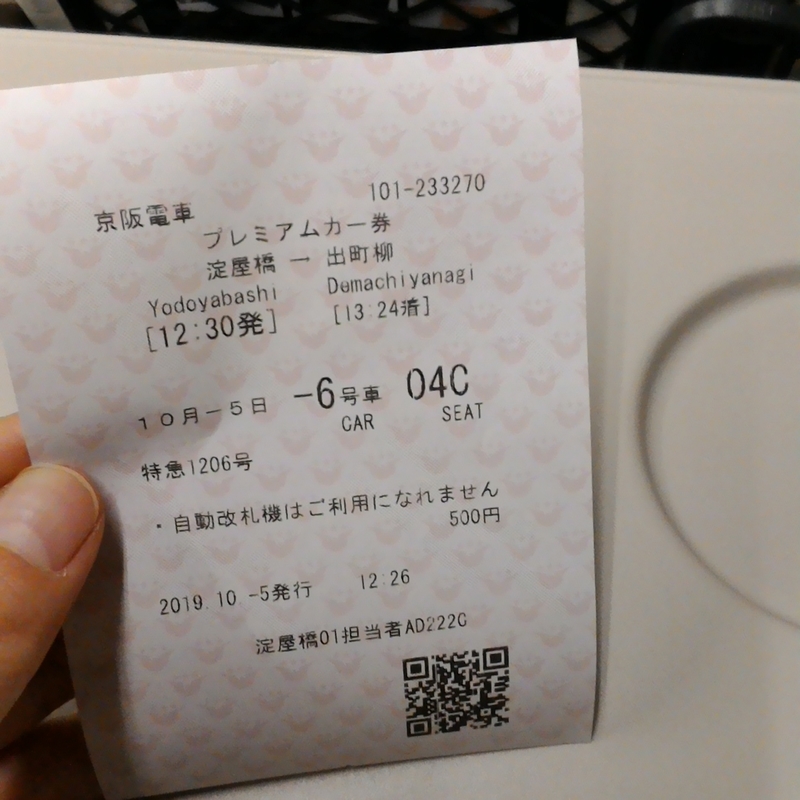 101-233270
京阪電車
プレミアムカー券
淀屋橋 → 出町柳
Yodoyabashi Demachiyanagi
[12:30発] [13:24着]
10月-5日 -6号車 04C
CAR SEAT
特急1206号
・自動改札機はご利用になれません
500円
2019.10.-5発行 12:26
淀屋橋01担当者AD222C